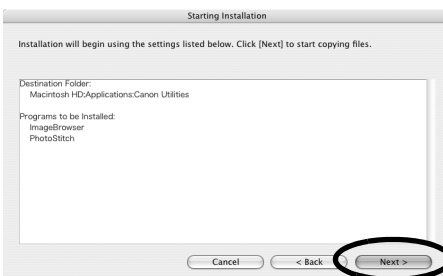 Starting Installation
Installation will begin using the settings listed below. Click [Next] to start copying files.
Destination Folder:
Macintosh HD:Applications:Canon Utilities
Programs to be Installed:
ImageBrowser
PhotoStitch
Cancel
< Back
Next >